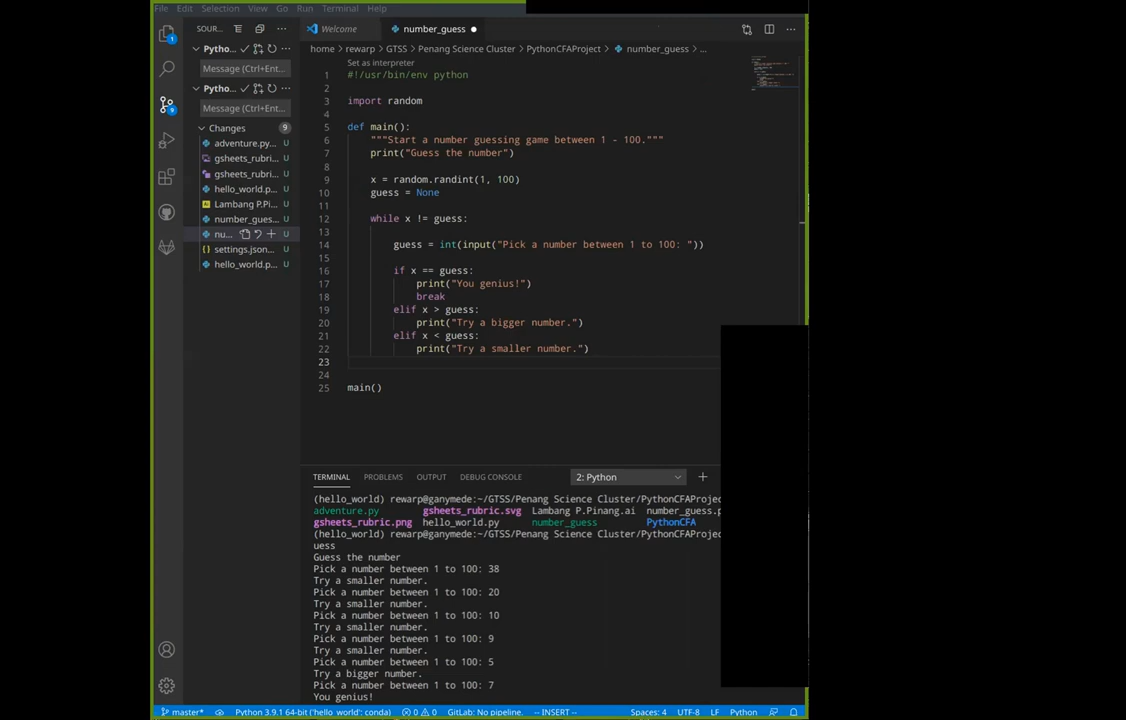 File Edit Selection View Go Run Terminal Help
SOUR...
Welcome
number_guess
home > rewarp > GTSS > Penang Science Cluster > PythonCFAProject > number_guess > ...
Pytho...
Message (Ctrl+Ent...
Pytho...
Message (Ctrl+Ent...
Changes 9
adventure.py... U
gsheets_rubri... U
gsheets_rubri... U
hello_world.p... U
Lambang P.Pi... U
number_gues... U
nu... U
settings.json... U
hello_world.p... U
1
9
Set as interpreter
1 #!/usr/bin/env python
2
3 import random
4
5 def main():
6 """Start a number guessing game between 1 - 100."""
7 print("Guess the number")
8
9 x = random.randint(1, 100)
10 guess = None
11
12 while x != guess:
13
14 guess = int(input("Pick a number between 1 to 100: "))
15
16 if x == guess:
17 print("You genius!")
18 break
19 elif x > guess:
20 print("Try a bigger number.")
21 elif x < guess:
22 print("Try a smaller number.")
23
24
25 main()
TERMINAL PROBLEMS OUTPUT DEBUG CONSOLE 2: Python
(hello_world) rewarp@ganymede:~/GTSS/Penang Science Cluster/PythonCFAProjec
adventure.py gsheets_rubric.svg Lambang P.Pinang.ai number_guess.p
gsheets_rubric.png hello_world.py number_guess PythonCFA
(hello_world) rewarp@ganymede:~/GTSS/Penang Science Cluster/PythonCFAProjec
uess
Guess the number
Pick a number between 1 to 100: 38
Try a smaller number.
Pick a number between 1 to 100: 20
Try a smaller number.
Pick a number between 1 to 100: 10
Try a smaller number.
Pick a number between 1 to 100: 9
Try a smaller number.
Pick a number between 1 to 100: 5
Try a bigger number.
Pick a number between 1 to 100: 7
You genius!
master* Python 3.9.1 64-bit ('hello_world': conda) 0 0 GitLab: No pipeline. -- INSERT -- Spaces: 4 UTF-8 LF Python